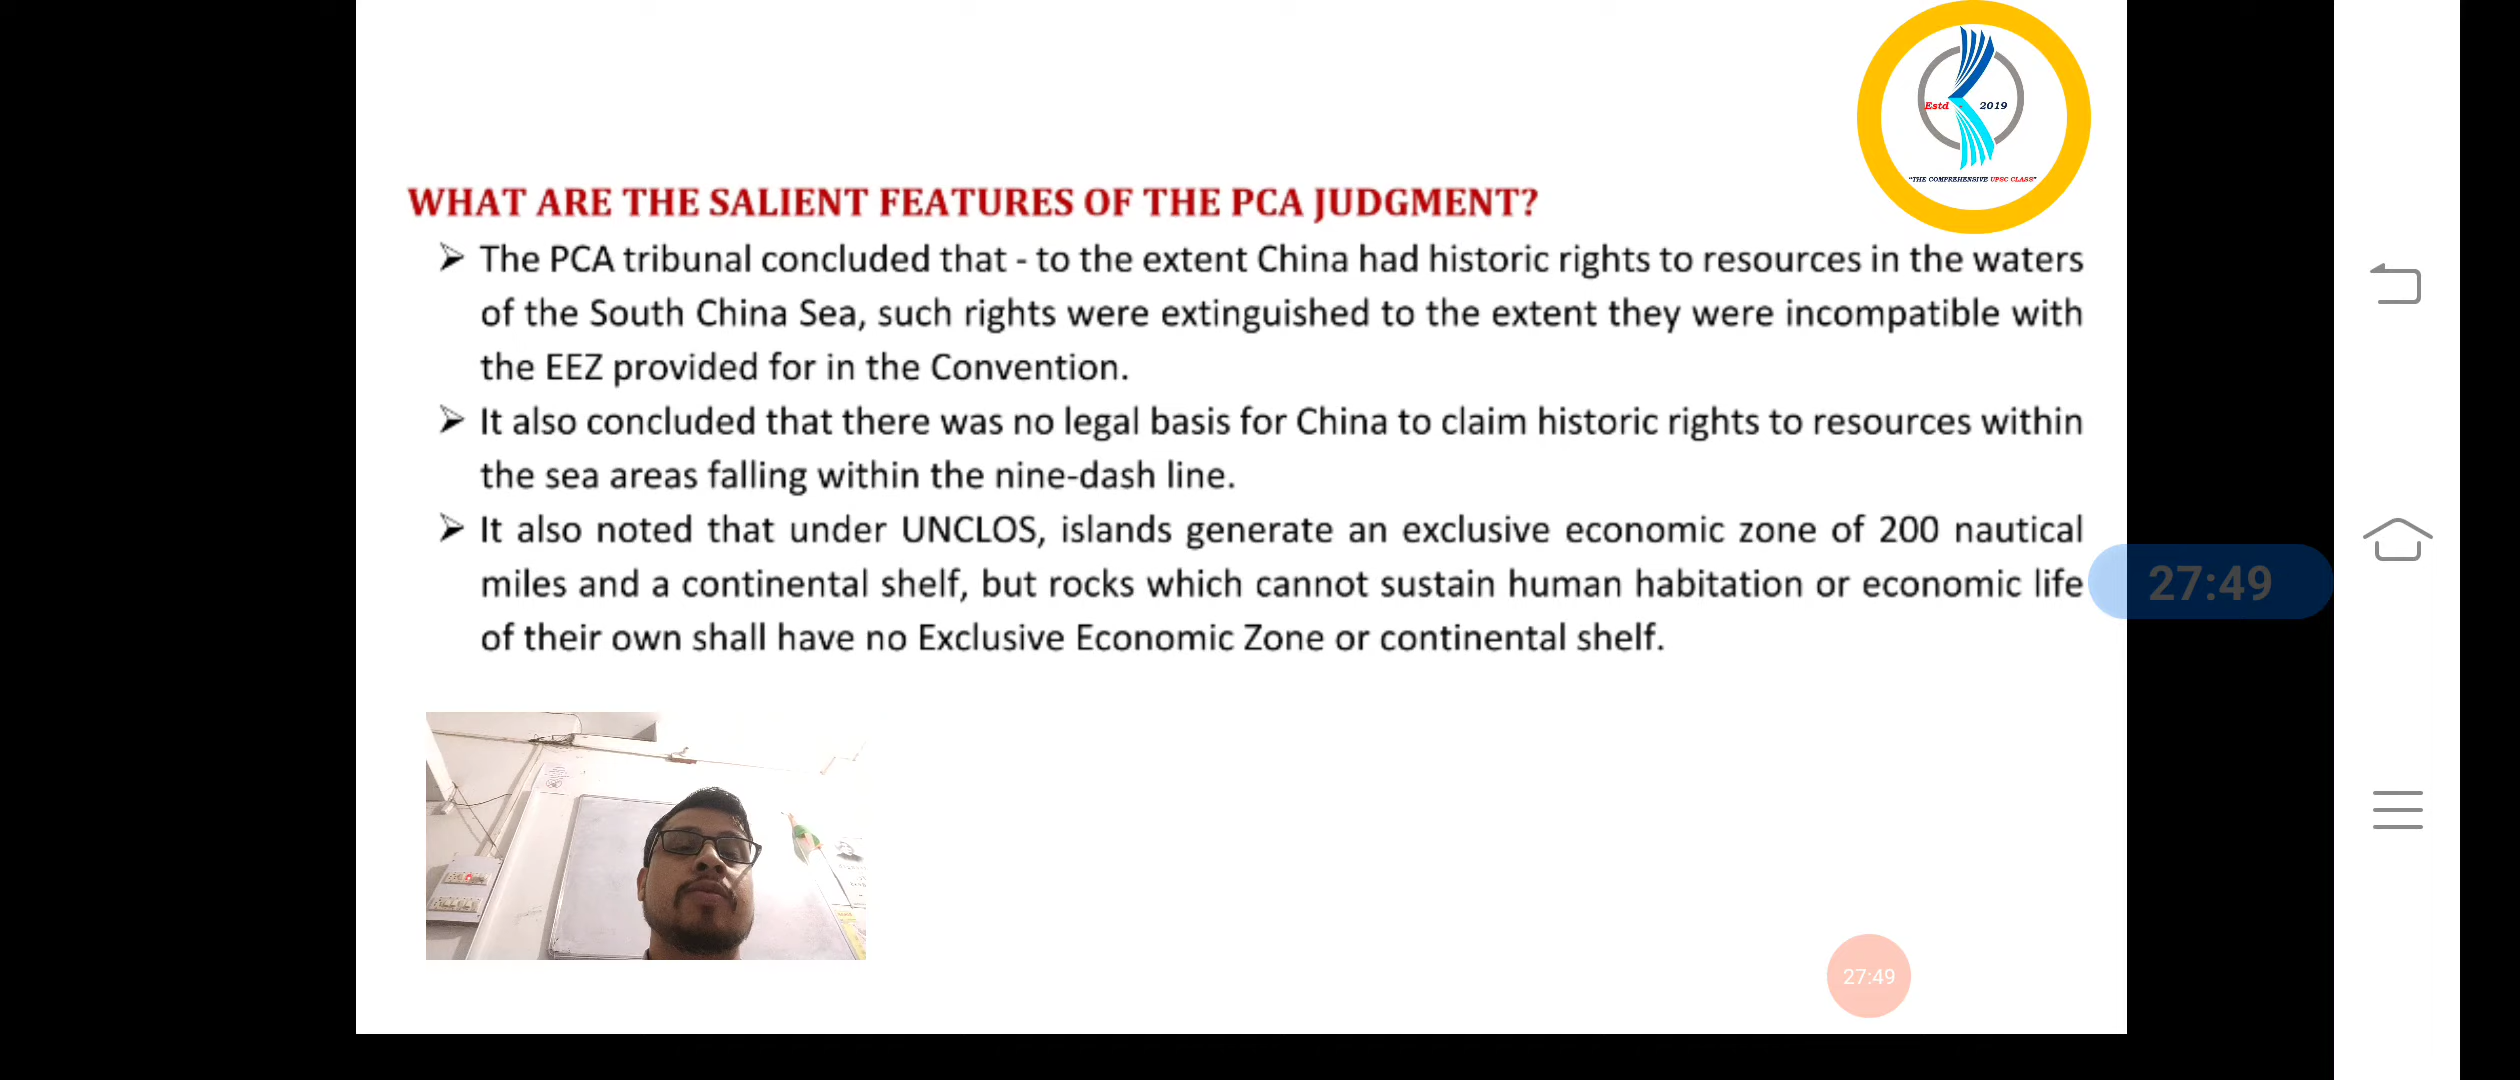 Estd - 2019
"THE COMPREHENSIVE UPSC CLASS"
WHAT ARE THE SALIENT FEATURES OF THE PCA JUDGMENT?
➢ The PCA tribunal concluded that - to the extent China had historic rights to resources in the waters
of the South China Sea, such rights were extinguished to the extent they were incompatible with
the EEZ provided for in the Convention.
➢ It also concluded that there was no legal basis for China to claim historic rights to resources within
the sea areas falling within the nine-dash line.
➢ It also noted that under UNCLOS, islands generate an exclusive economic zone of 200 nautical
miles and a continental shelf, but rocks which cannot sustain human habitation or economic life
of their own shall have no Exclusive Economic Zone or continental shelf.
27:49
27:49